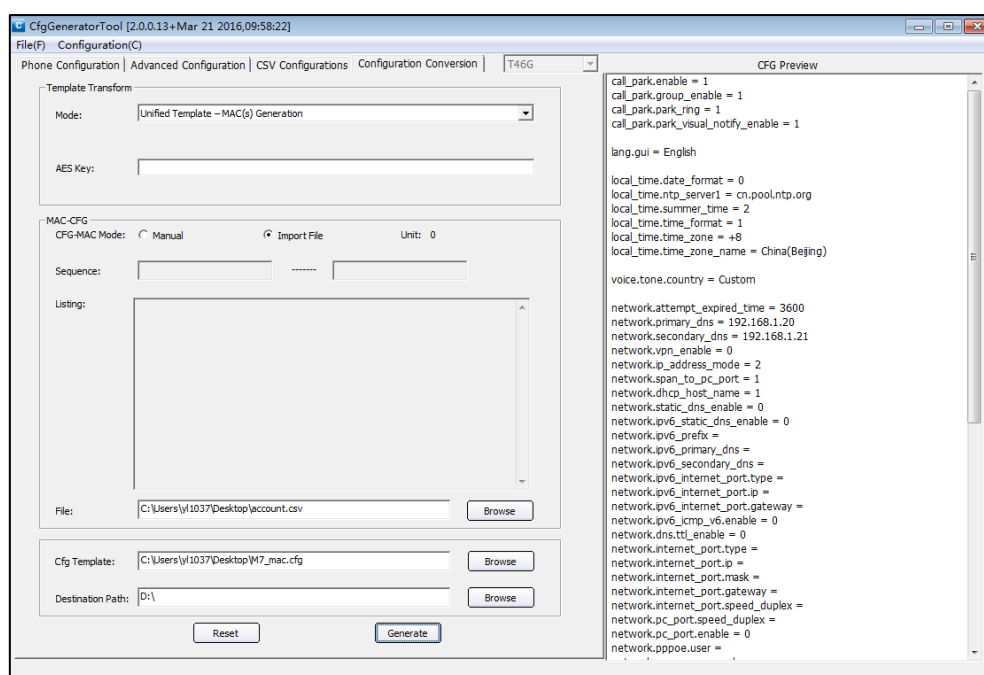 CfgGeneratorTool [2.0.0.13+Mar 21 2016,09:58:22]
File(F) Configuration(C)
Phone Configuration Advanced Configuration CSV Configurations Configuration Conversion T46G
Template Transform
Mode: Unified Template – MAC(s) Generation
AES Key:
MAC-CFG
CFG-MAC Mode: Manual Import File Unit: 0
Sequence: -------
Listing:
File: C:\Users\yl1037\Desktop\account.csv Browse
Cfg Template: C:\Users\yl1037\Desktop\M7_mac.cfg Browse
Destination Path: D:\ Browse
Reset Generate
CFG Preview
call_park.enable = 1
call_park.group_enable = 1
call_park.park_ring = 1
call_park.park_visual_notify_enable = 1
lang.gui = English
local_time.date_format = 0
local_time.ntp_server1 = cn.pool.ntp.org
local_time.summer_time = 2
local_time.time_format = 1
local_time.time_zone = +8
local_time.time_zone_name = China(Beijing)
voice.tone.country = Custom
network.attempt_expired_time = 3600
network.primary_dns = 192.168.1.20
network.secondary_dns = 192.168.1.21
network.vpn_enable = 0
network.ip_address_mode = 2
network.span_to_pc_port = 1
network.dhcp_host_name = 1
network.static_dns_enable = 0
network.ipv6_static_dns_enable = 0
network.ipv6_prefix =
network.ipv6_primary_dns =
network.ipv6_secondary_dns =
network.ipv6_internet_port.type =
network.ipv6_internet_port.ip =
network.ipv6_internet_port.gateway =
network.ipv6_icmp_v6.enable = 0
network.dns.ttl_enable = 0
network.internet_port.type =
network.internet_port.ip =
network.internet_port.mask =
network.internet_port.gateway =
network.internet_port.speed_duplex =
network.pc_port.speed_duplex =
network.pc_port.enable = 0
network.pppoe.user =